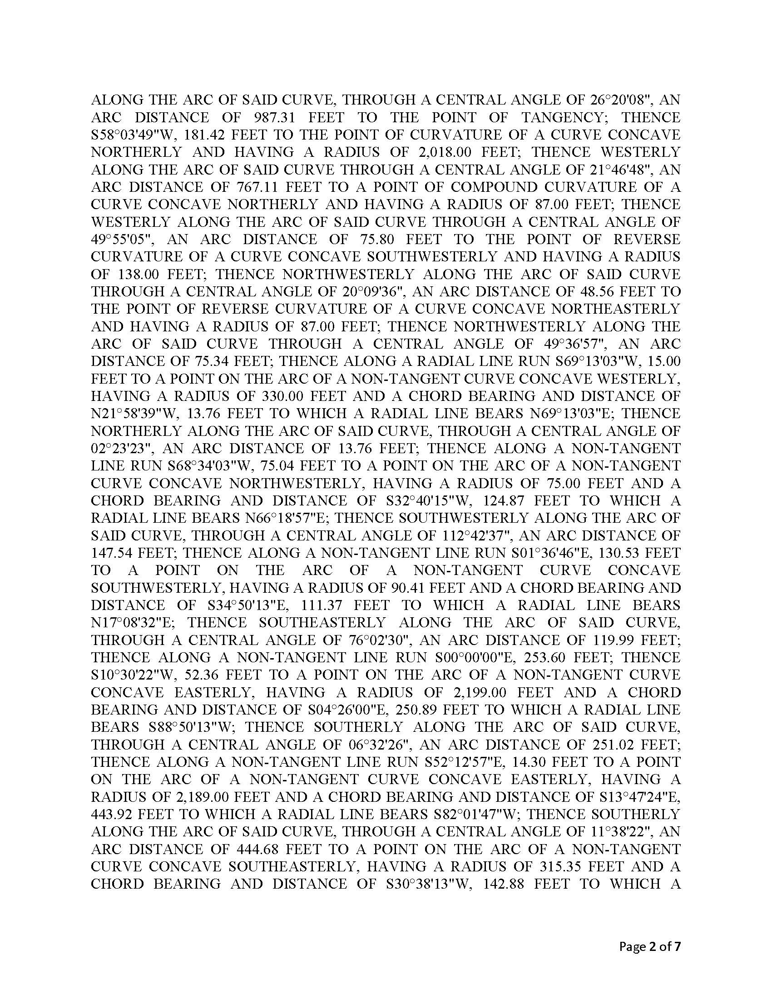 ALONG THE ARC OF SAID CURVE, THROUGH A CENTRAL ANGLE OF 26°20'08", AN
ARC DISTANCE OF 987.31 FEET TO THE POINT OF TANGENCY; THENCE
S58°03'49"W, 181.42 FEET TO THE POINT OF CURVATURE OF A CURVE CONCAVE
NORTHERLY AND HAVING A RADIUS OF 2,018.00 FEET; THENCE WESTERLY
ALONG THE ARC OF SAID CURVE THROUGH A CENTRAL ANGLE OF 21°46'48", AN
ARC DISTANCE OF 767.11 FEET TO A POINT OF COMPOUND CURVATURE OF A
CURVE CONCAVE NORTHERLY AND HAVING A RADIUS OF 87.00 FEET; THENCE
WESTERLY ALONG THE ARC OF SAID CURVE THROUGH A CENTRAL ANGLE OF
49°55'05", AN ARC DISTANCE OF 75.80 FEET TO THE POINT OF REVERSE
CURVATURE OF A CURVE CONCAVE SOUTHWESTERLY AND HAVING A RADIUS
OF 138.00 FEET; THENCE NORTHWESTERLY ALONG THE ARC OF SAID CURVE
THROUGH A CENTRAL ANGLE OF 20°09'36", AN ARC DISTANCE OF 48.56 FEET TO
THE POINT OF REVERSE CURVATURE OF A CURVE CONCAVE NORTHEASTERLY
AND HAVING A RADIUS OF 87.00 FEET; THENCE NORTHWESTERLY ALONG THE
ARC OF SAID CURVE THROUGH A CENTRAL ANGLE OF 49°36'57", AN ARC
DISTANCE OF 75.34 FEET; THENCE ALONG A RADIAL LINE RUN S69°13'03"W, 15.00
FEET TO A POINT ON THE ARC OF A NON-TANGENT CURVE CONCAVE WESTERLY,
HAVING A RADIUS OF 330.00 FEET AND A CHORD BEARING AND DISTANCE OF
N21°58'39"W, 13.76 FEET TO WHICH A RADIAL LINE BEARS N69°13'03"E; THENCE
NORTHERLY ALONG THE ARC OF SAID CURVE, THROUGH A CENTRAL ANGLE OF
02°23'23", AN ARC DISTANCE OF 13.76 FEET; THENCE ALONG A NON-TANGENT
LINE RUN S68°34'03"W, 75.04 FEET TO A POINT ON THE ARC OF A NON-TANGENT
CURVE CONCAVE NORTHWESTERLY, HAVING A RADIUS OF 75.00 FEET AND A
CHORD BEARING AND DISTANCE OF S32°40'15"W, 124.87 FEET TO WHICH A
RADIAL LINE BEARS N66°18'57"E; THENCE SOUTHWESTERLY ALONG THE ARC OF
SAID CURVE, THROUGH A CENTRAL ANGLE OF 112°42'37", AN ARC DISTANCE OF
147.54 FEET; THENCE ALONG A NON-TANGENT LINE RUN S01°36'46"E, 130.53 FEET
TO A POINT ON THE ARC OF A NON-TANGENT CURVE CONCAVE
SOUTHWESTERLY, HAVING A RADIUS OF 90.41 FEET AND A CHORD BEARING AND
DISTANCE OF S34°50'13"E, 111.37 FEET TO WHICH A RADIAL LINE BEARS
N17°08'32"E; THENCE SOUTHEASTERLY ALONG THE ARC OF SAID CURVE,
THROUGH A CENTRAL ANGLE OF 76°02'30", AN ARC DISTANCE OF 119.99 FEET;
THENCE ALONG A NON-TANGENT LINE RUN S00°00'00"E, 253.60 FEET; THENCE
S10°30'22"W, 52.36 FEET TO A POINT ON THE ARC OF A NON-TANGENT CURVE
CONCAVE EASTERLY, HAVING A RADIUS OF 2,199.00 FEET AND A CHORD
BEARING AND DISTANCE OF S04°26'00"E, 250.89 FEET TO WHICH A RADIAL LINE
BEARS S88°50'13"W; THENCE SOUTHERLY ALONG THE ARC OF SAID CURVE,
THROUGH A CENTRAL ANGLE OF 06°32'26", AN ARC DISTANCE OF 251.02 FEET;
THENCE ALONG A NON-TANGENT LINE RUN S52°12'57"E, 14.30 FEET TO A POINT
ON THE ARC OF A NON-TANGENT CURVE CONCAVE EASTERLY, HAVING A
RADIUS OF 2,189.00 FEET AND A CHORD BEARING AND DISTANCE OF S13°47'24"E,
443.92 FEET TO WHICH A RADIAL LINE BEARS S82°01'47"W; THENCE SOUTHERLY
ALONG THE ARC OF SAID CURVE, THROUGH A CENTRAL ANGLE OF 11°38'22", AN
ARC DISTANCE OF 444.68 FEET TO A POINT ON THE ARC OF A NON-TANGENT
CURVE CONCAVE SOUTHEASTERLY, HAVING A RADIUS OF 315.35 FEET AND A
CHORD BEARING AND DISTANCE OF S30°38'13"W, 142.88 FEET TO WHICH A
Page 2 of 7